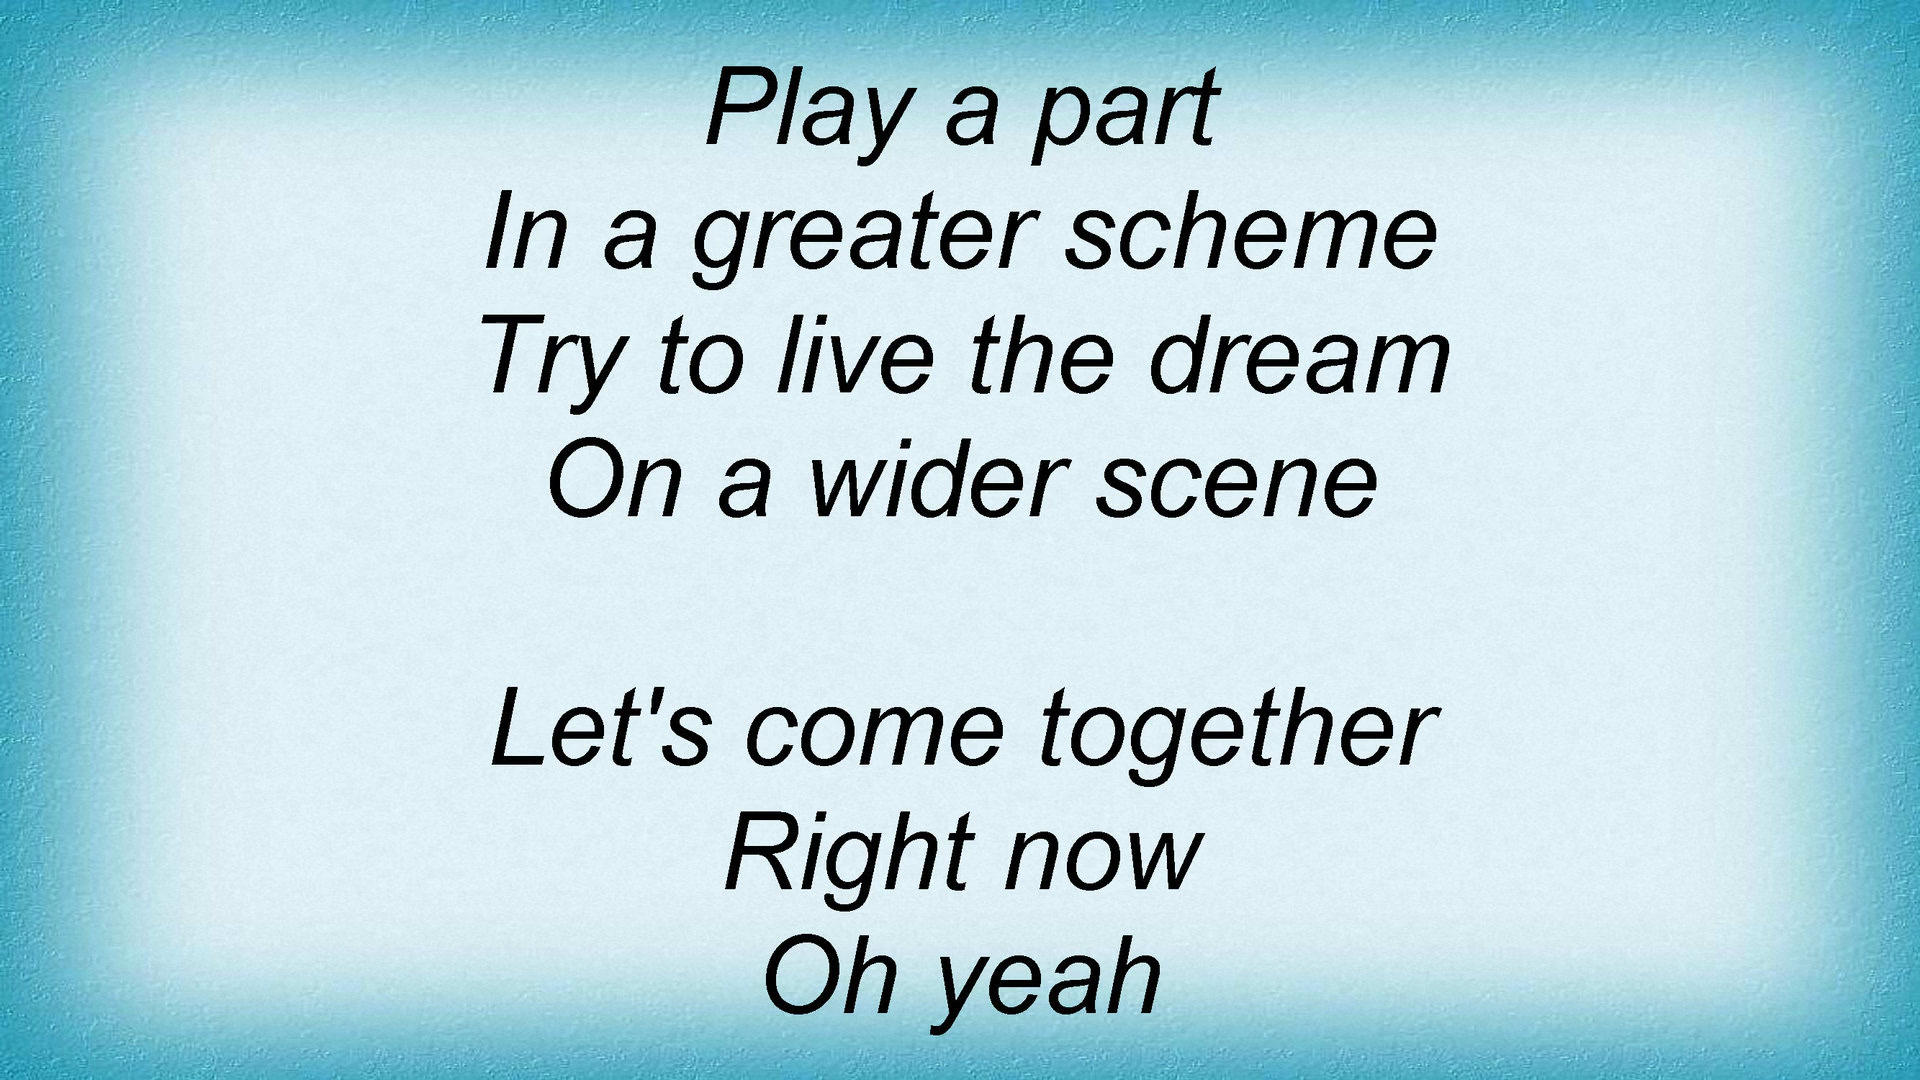 Play a part
In a greater scheme
Try to live the dream
On a wider scene

Let's come together
Right now
Oh yeah